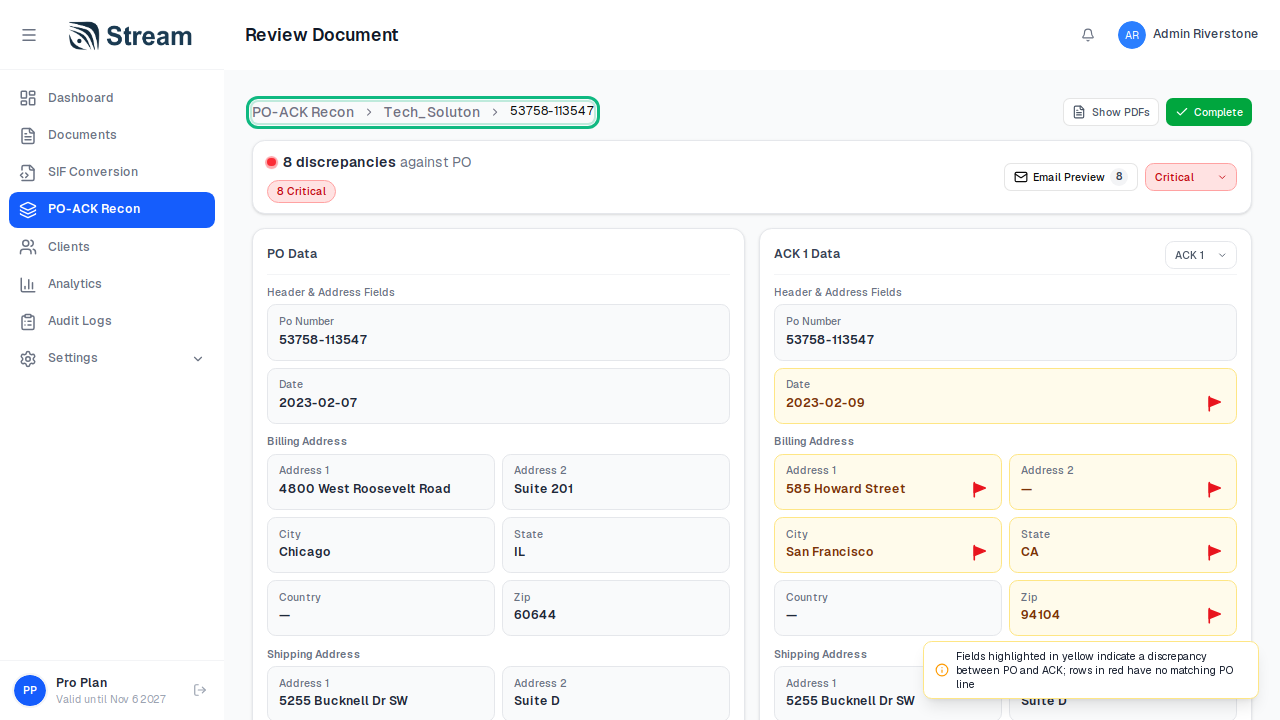 Stream
Review Document
AR
Admin Riverstone
Dashboard
Documents
SIF Conversion
PO-ACK Recon
Clients
Analytics
Audit Logs
Settings
PP
Pro Plan
Valid until Nov 6 2027
PO-ACK Recon
Tech_Soluton
53758-113547
Show PDFs
Complete
8 discrepancies against PO
8 Critical
Email Preview 8
Critical
PO Data
Header & Address Fields
Po Number
53758-113547
Date
2023-02-07
Billing Address
Address 1
4800 West Roosevelt Road
Address 2
Suite 201
City
Chicago
State
IL
Country
—
Zip
60644
Shipping Address
Address 1
5255 Bucknell Dr SW
Address 2
Suite D
ACK 1 Data
ACK 1
Header & Address Fields
Po Number
53758-113547
Date
2023-02-09
Billing Address
Address 1
585 Howard Street
Address 2
—
City
San Francisco
State
CA
Country
—
Zip
94104
Shipping Address
Address 1
5255 Bucknell Dr SW
Suite D
Fields highlighted in yellow indicate a discrepancy
between PO and ACK; rows in red have no matching PO
line